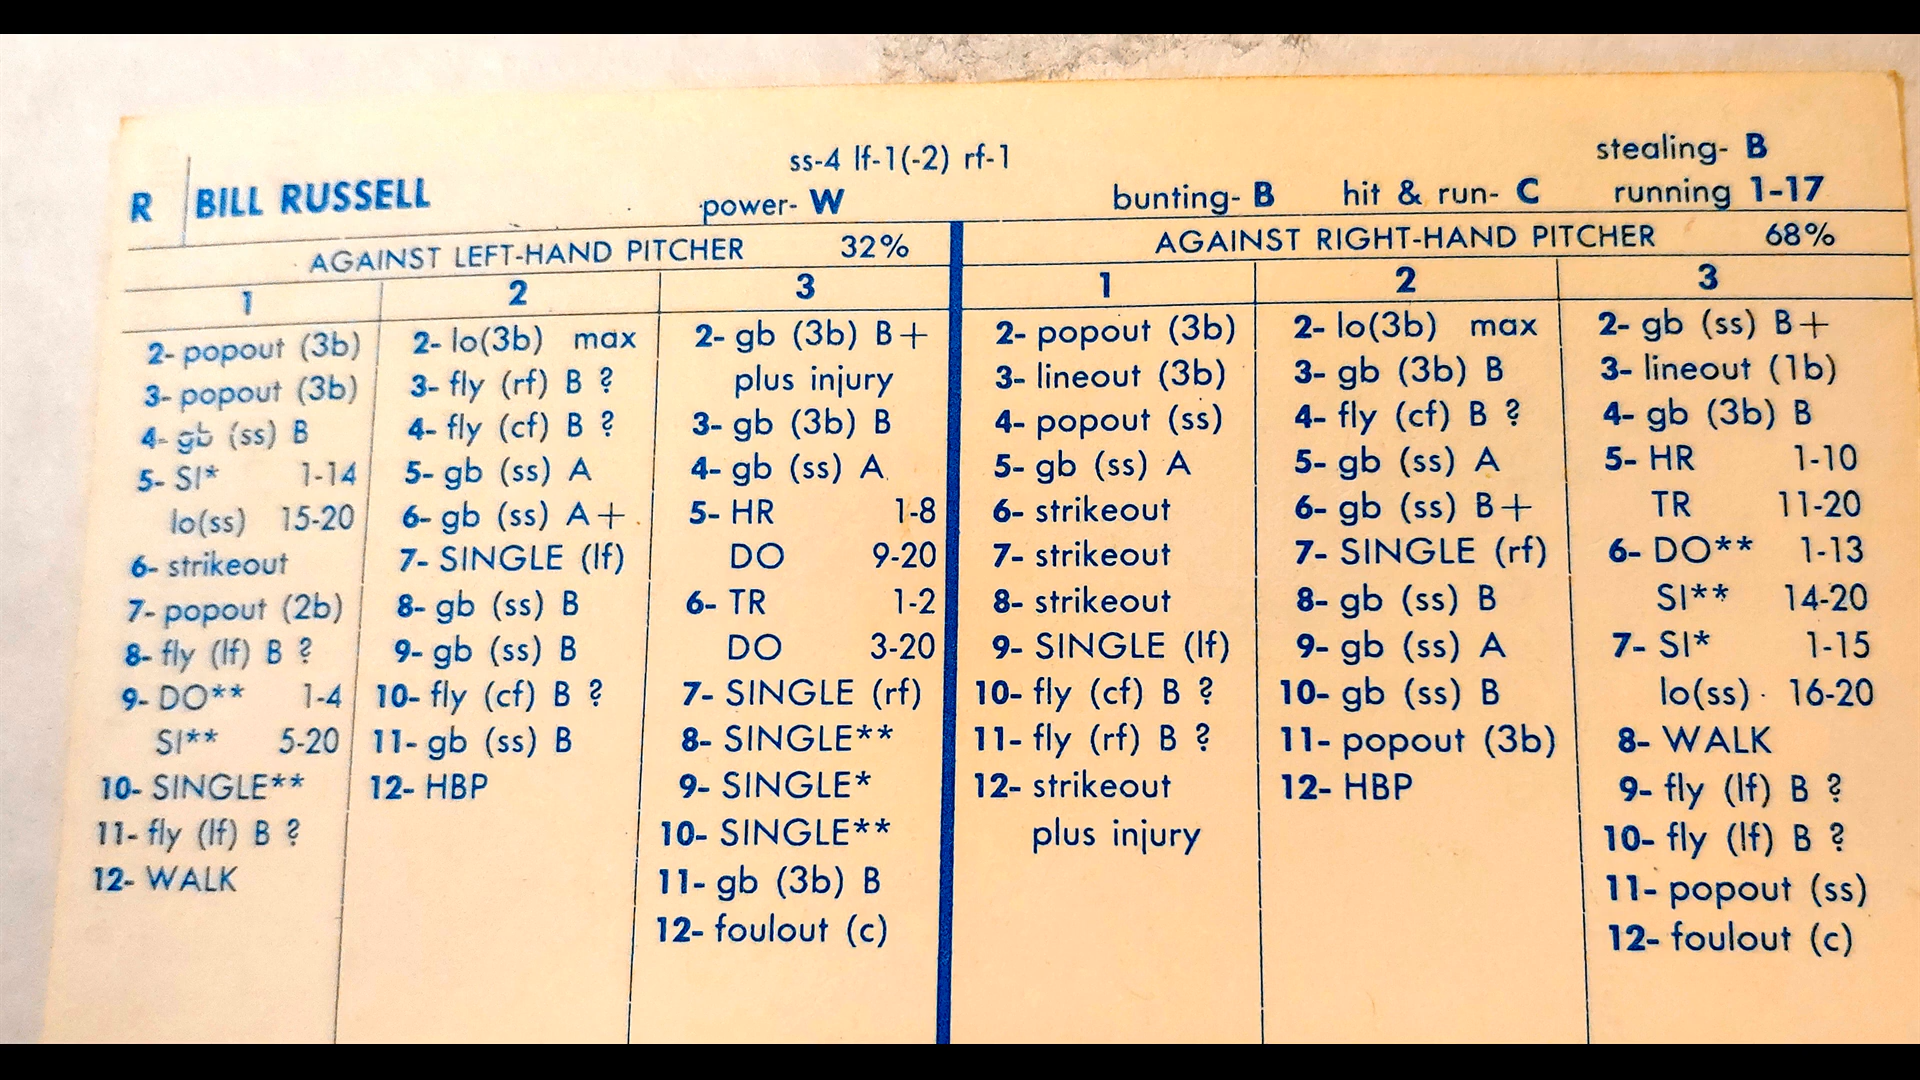 ss-4 lf-1(-2) rf-1
stealing- B
R BILL RUSSELL
power- W
bunting- B hit & run- C running 1-17
AGAINST LEFT-HAND PITCHER 32%
1 2 3
2- popout (3b)
3- popout (3b)
4- gb (ss) B
5- SI* 1-14
lo(ss) 15-20
6- strikeout
7- popout (2b)
8- fly (lf) B ?
9- DO** 1-4
SI** 5-20
10- SINGLE**
11- fly (lf) B ?
12- WALK
2- lo(3b) max
3- fly (rf) B ?
4- fly (cf) B ?
5- gb (ss) A
6- gb (ss) A+
7- SINGLE (lf)
8- gb (ss) B
9- gb (ss) B
10- fly (cf) B ?
11- gb (ss) B
12- HBP
2- gb (3b) B+
plus injury
3- gb (3b) B
4- gb (ss) A
5- HR 1-8
DO 9-20
6- TR 1-2
DO 3-20
7- SINGLE (rf)
8- SINGLE**
9- SINGLE*
10- SINGLE**
11- gb (3b) B
12- foulout (c)
AGAINST RIGHT-HAND PITCHER 68%
1 2 3
2- popout (3b)
3- lineout (3b)
4- popout (ss)
5- gb (ss) A
6- strikeout
7- strikeout
8- strikeout
9- SINGLE (lf)
10- fly (cf) B ?
11- fly (rf) B ?
12- strikeout
plus injury
2- lo(3b) max
3- gb (3b) B
4- fly (cf) B ?
5- gb (ss) A
6- gb (ss) B+
7- SINGLE (rf)
8- gb (ss) B
9- gb (ss) A
10- gb (ss) B
11- popout (3b)
12- HBP
2- gb (ss) B+
3- lineout (1b)
4- gb (3b) B
5- HR 1-10
TR 11-20
6- DO** 1-13
SI** 14-20
7- SI* 1-15
lo(ss) 16-20
8- WALK
9- fly (lf) B ?
10- fly (lf) B ?
11- popout (ss)
12- foulout (c)